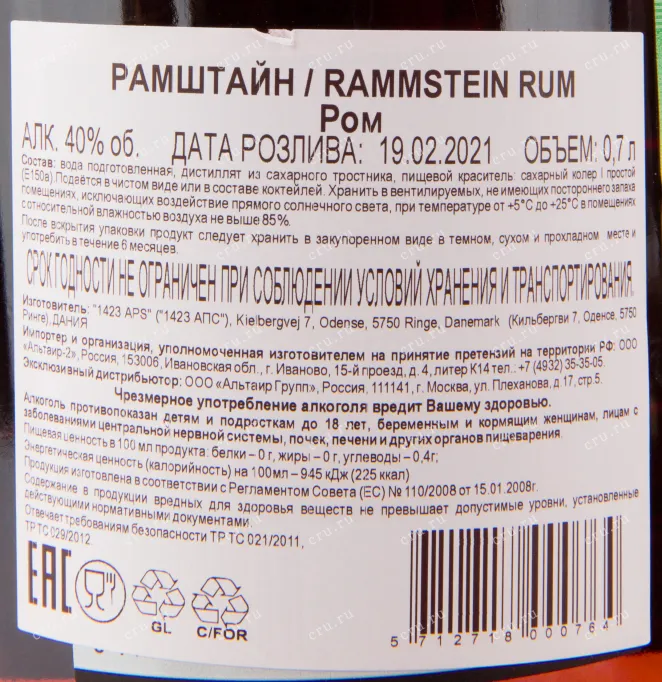 РАМШТАЙН / RAMMSTEIN RUM
Ром
АЛК. 40% об. ДАТА РОЗЛИВА: 19.02.2021 ОБЪЕМ: 0,7 л
Состав: вода подготовленная, дистиллят из сахарного тростника, пищевой краситель: сахарный колер I простой
(Е150а).Подаётся в чистом виде или в составе коктейлей. Хранить в вентилируемых, не имеющих постороннего запаха
помещениях, исключающих воздействие прямого солнечного света, при температуре от +5°С до +25°С в помещениях
с относительной влажностью воздуха не выше 85%.
После вскрытия упаковки продукт следует хранить в закупоренном виде в темном, сухом и прохладном месте и
употребить в течение 6 месяцев.
СРОК ГОДНОСТИ НЕ ОГРАНИЧЕН ПРИ СОБЛЮДЕНИИ УСЛОВИЙ ХРАНЕНИЯ И ТРАНСПОРТИРОВАНИЯ.
Изготовитель: "1423 APS" ("1423 АПС"), Kielbergvej 7, Odense, 5750 Ringe, Danemark (Кильбергви 7, Оденсе, 5750
Ринге), ДАНИЯ
Импортер и организация, уполномоченная изготовителем на принятие претензий на территории РФ: ООО
«Альтаир-2», Россия, 153006, Ивановская обл., г. Иваново, 15-й проезд, д. 4, литер К14 тел.: +7 (4932) 35-35-05.
Эксклюзивный дистрибьютор: ООО «Альтаир Групп», Россия, 111141, г. Москва, ул. Плеханова, д.17, стр.5.
Чрезмерное употребление алкоголя вредит Вашему здоровью.
Алкоголь противопоказан детям и подросткам до 18 лет, беременным и кормящим женщинам, лицам с
заболеваниями центральной нервной системы, почек, печени и других органов пищеварения.
Пищевая ценность в 100 мл продукта: белки – 0 г, жиры – 0 г, углеводы – 0,4г;
Энергетическая ценность (калорийность) на 100мл – 945 кДж (225 ккал)
Продукция изготовлена в соответствии с Регламентом Совета (ЕС) № 110/2008 от 15.01.2008г.
Содержание в продукции вредных для здоровья веществ не превышает допустимые уровни, установленные
действующими нормативными документами.
Отвечает требованиям безопасности ТР ТС 021/2011,
ТР ТС 029/2012.
ЕАС
GL
C/FOR
5 712718 000764
cru.ru